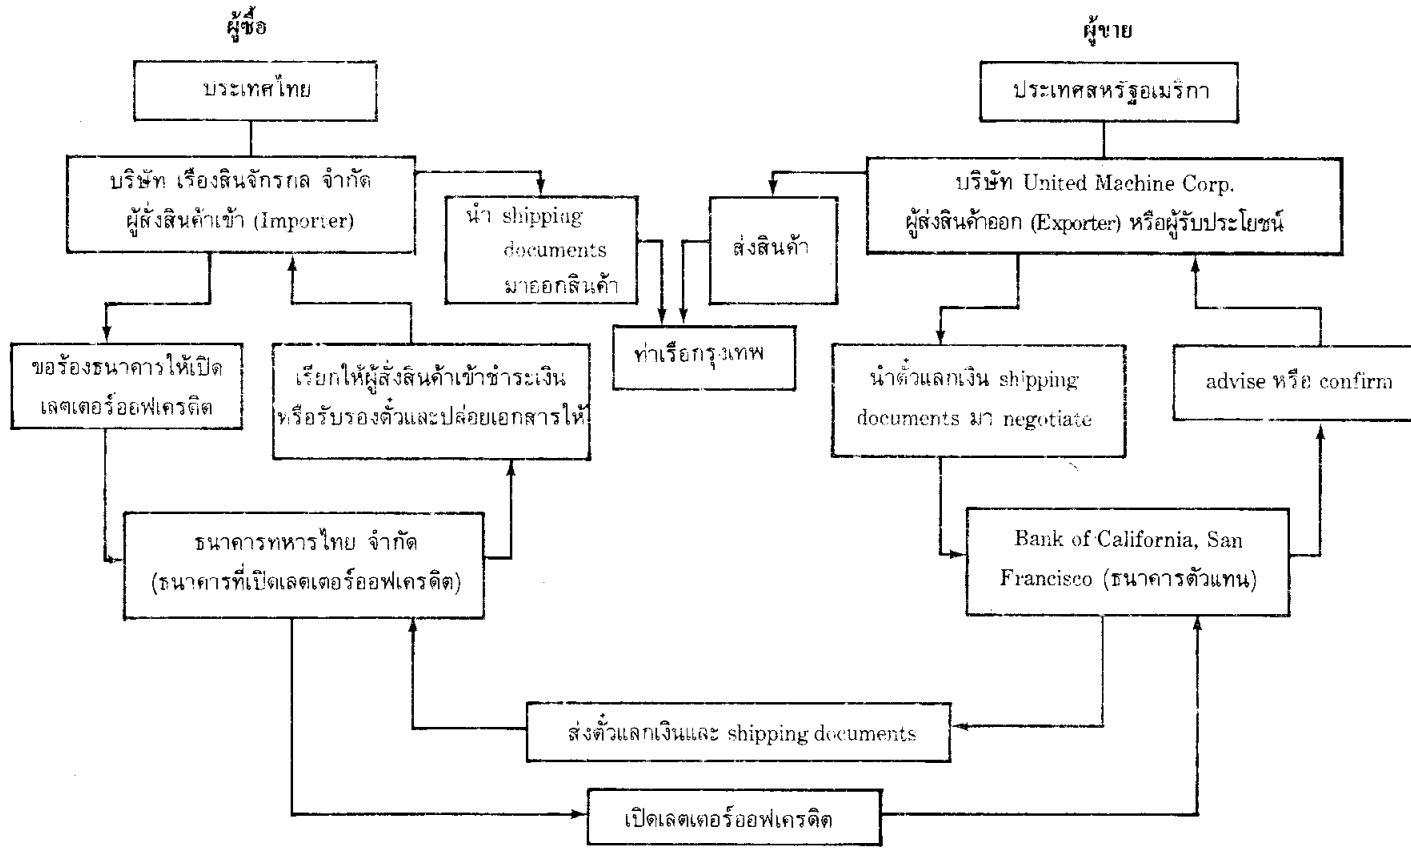 ผู้ซื้อ
ผู้ขาย
ประเทศไทย
ประเทศสหรัฐอเมริกา
บริษัท เรืองสินจักรกล จำกัด
ผู้สั่งสินค้าเข้า (Importer)
บริษัท United Machine Corp.
ผู้ส่งสินค้าออก (Exporter) หรือผู้รับประโยชน์
นำ shipping
documents
มาออกสินค้า
ส่งสินค้า
ท่าเรือกรุงเทพ
ขอร้องธนาคารให้เปิด
เลตเตอร์ออฟเครดิต
เรียกให้ผู้สั่งสินค้าเข้าชำระเงิน
หรือรับรองตั๋วและปล่อยเอกสารให้
นำตั๋วแลกเงิน shipping
documents มา negotiate
advise หรือ confirm
ธนาคารทหารไทย จำกัด
(ธนาคารที่เปิดเลตเตอร์ออฟเครดิต)
Bank of California, San
Francisco (ธนาคารตัวแทน)
ส่งตั๋วแลกเงินและ shipping documents
เปิดเลตเตอร์ออฟเครดิต